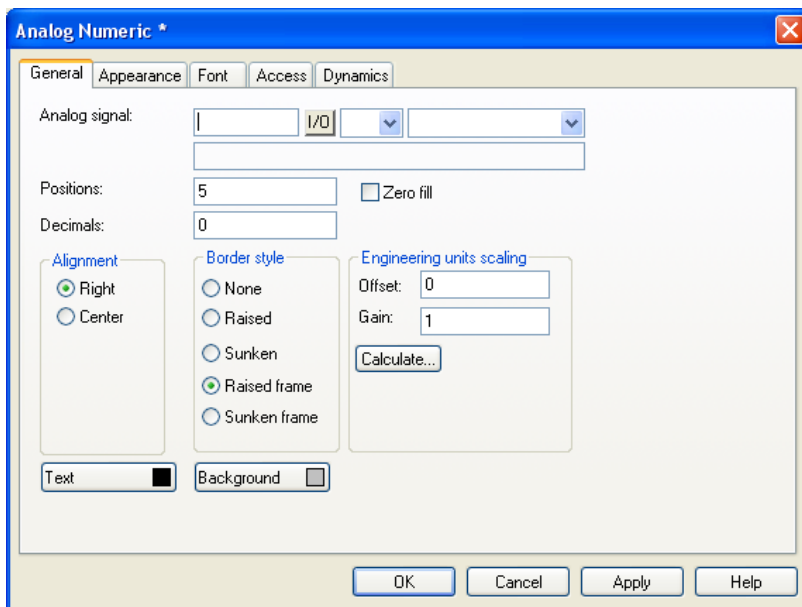 Analog Numeric *
General Appearance Font Access Dynamics
Analog signal: I/O
Positions: 5 Zero fill
Decimals: 0
Alignment Border style Engineering units scaling
Right None Offset: 0
Center Raised Gain: 1
Sunken Calculate...
Raised frame
Sunken frame
Text Background
OK Cancel Apply Help